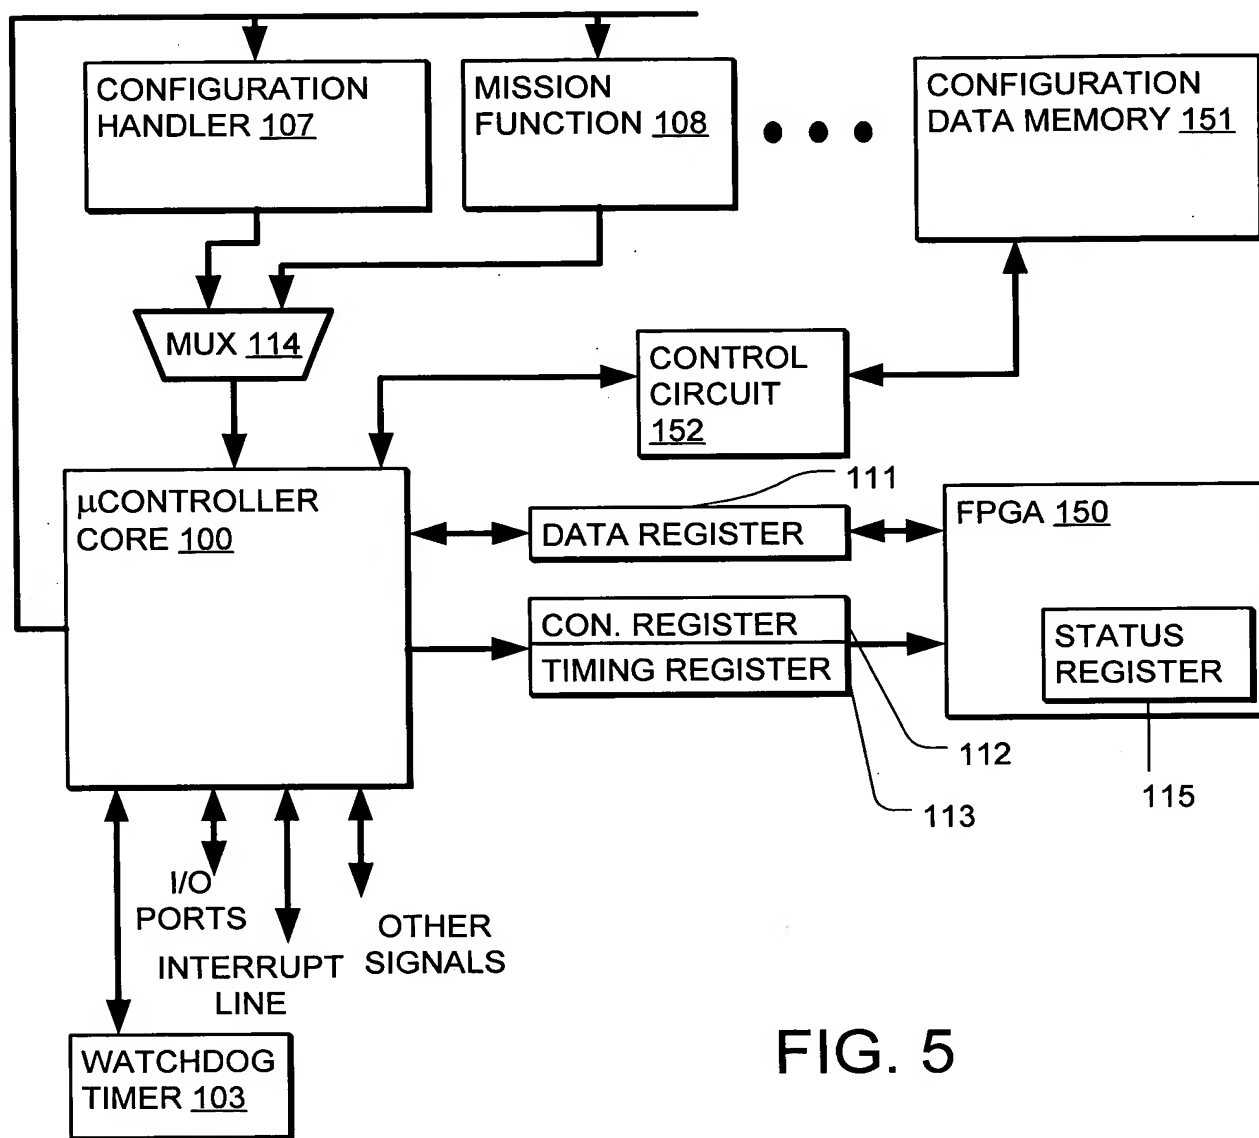 CONFIGURATION
HANDLER 107
MISSION
FUNCTION 108
CONFIGURATION
DATA MEMORY 151
MUX 114
CONTROL
CIRCUIT
152
µCONTROLLER
CORE 100
111
DATA REGISTER
FPGA 150
CON. REGISTER
TIMING REGISTER
STATUS
REGISTER
112
113
115
I/O
PORTS
INTERRUPT
LINE
OTHER
SIGNALS
WATCHDOG
TIMER 103
FIG. 5